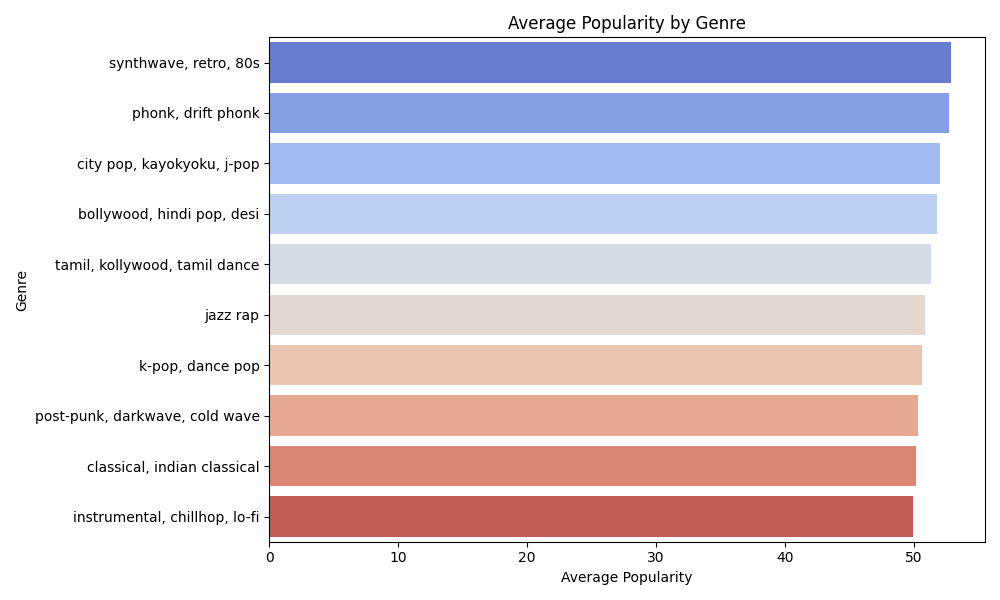 Average Popularity by Genre
synthwave, retro, 80s
phonk, drift phonk
city pop, kayokyoku, j-pop
bollywood, hindi pop, desi
tamil, kollywood, tamil dance
jazz rap
k-pop, dance pop
post-punk, darkwave, cold wave
classical, indian classical
instrumental, chillhop, lo-fi
Genre
0 10 20 30 40 50
Average Popularity